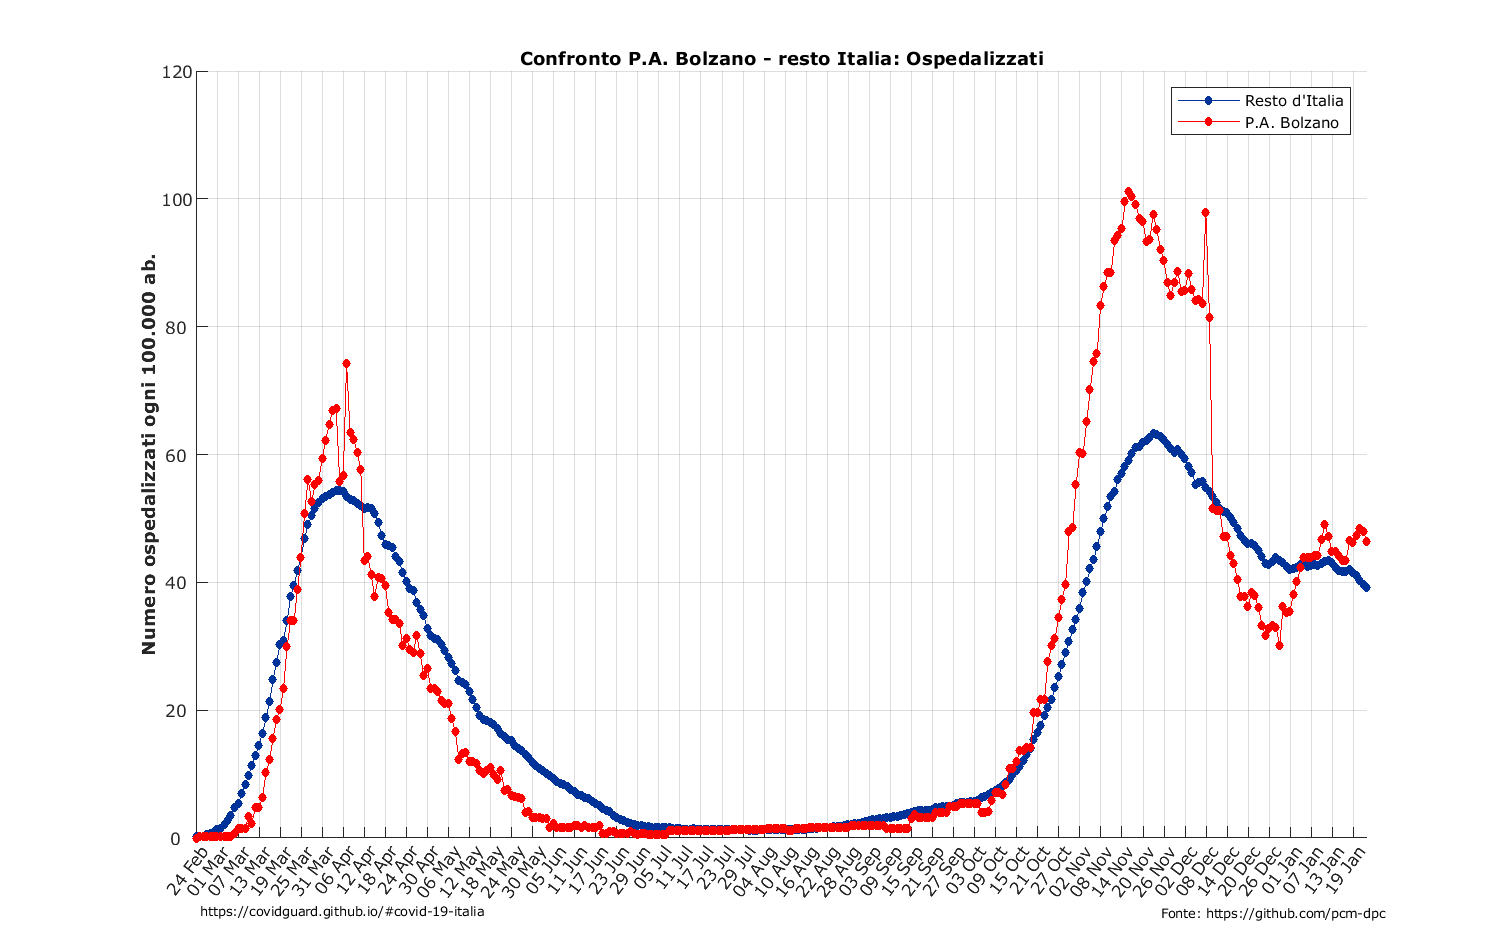 Confronto P.A. Bolzano - resto Italia: Ospedalizzati
Resto d'Italia
P.A. Bolzano
Numero ospedalizzati ogni 100.000 ab.
120
100
80
60
40
20
0
24 Feb
01 Mar
07 Mar
13 Mar
19 Mar
25 Mar
31 Mar
06 Apr
12 Apr
18 Apr
24 Apr
30 Apr
06 May
12 May
18 May
24 May
30 May
05 Jun
11 Jun
17 Jun
23 Jun
29 Jun
05 Jul
11 Jul
17 Jul
23 Jul
29 Jul
04 Aug
10 Aug
16 Aug
22 Aug
28 Aug
03 Sep
09 Sep
15 Sep
21 Sep
27 Sep
03 Oct
09 Oct
15 Oct
21 Oct
27 Oct
02 Nov
08 Nov
14 Nov
20 Nov
26 Nov
02 Dec
08 Dec
14 Dec
20 Dec
26 Dec
01 Jan
07 Jan
13 Jan
19 Jan
https://covidguard.github.io/#covid-19-italia
Fonte: https://github.com/pcm-dpc